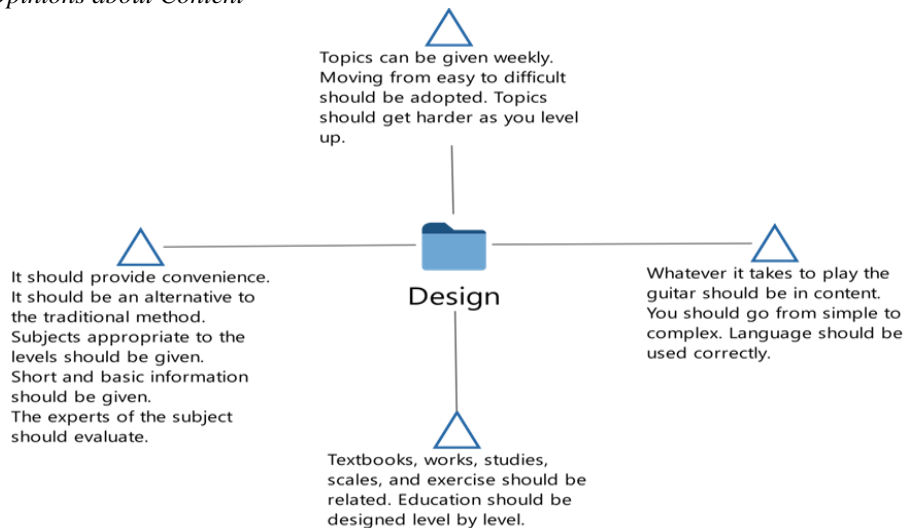 Opinions about Content
Topics can be given weekly.
Moving from easy to difficult
should be adopted. Topics
should get harder as you level
up.
It should provide convenience.
It should be an alternative to
the traditional method.
Subjects appropriate to the
levels should be given.
Short and basic information
should be given.
The experts of the subject
should evaluate.
Design
Whatever it takes to play the
guitar should be in content.
You should go from simple to
complex. Language should be
used correctly.
Textbooks, works, studies,
scales, and exercise should be
related. Education should be
designed level by level.